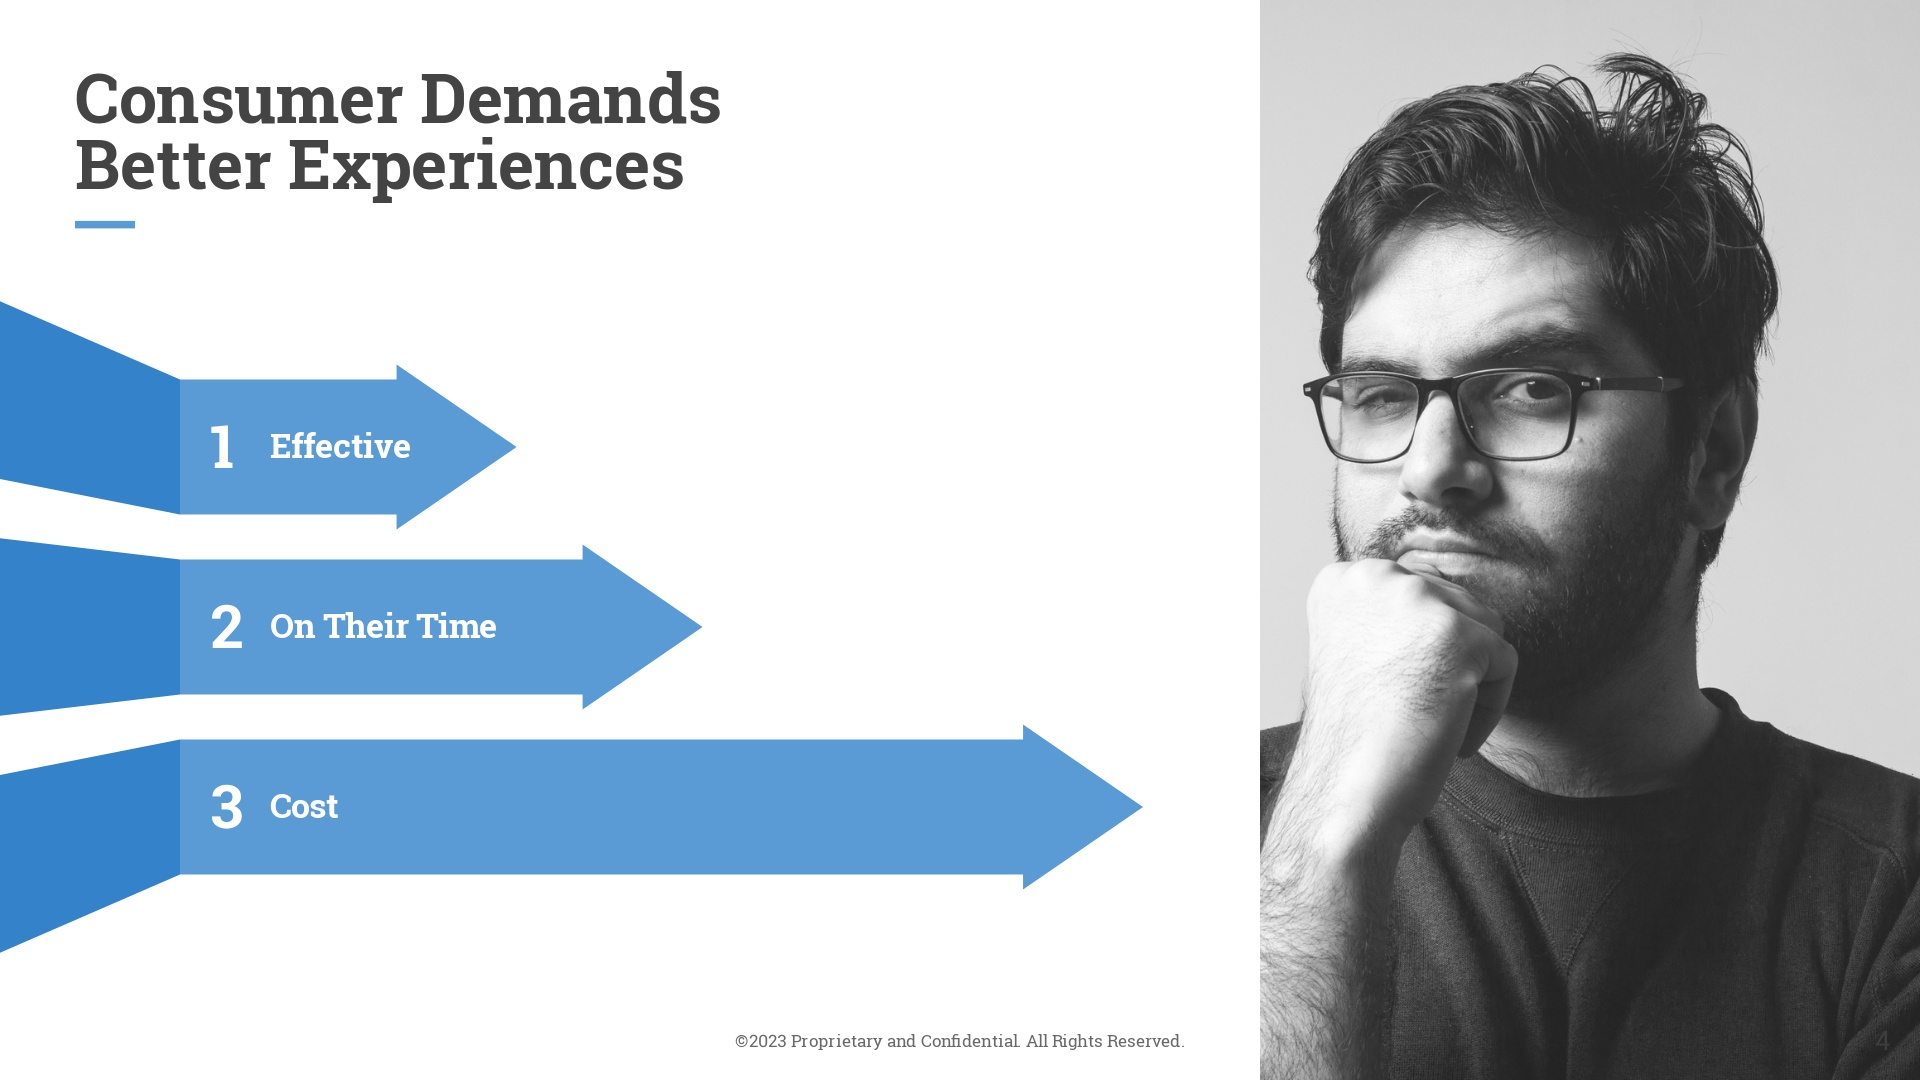 Consumer Demands
Better Experiences
1 Effective
2 On Their Time
3 Cost
©2023 Proprietary and Confidential. All Rights Reserved.
4